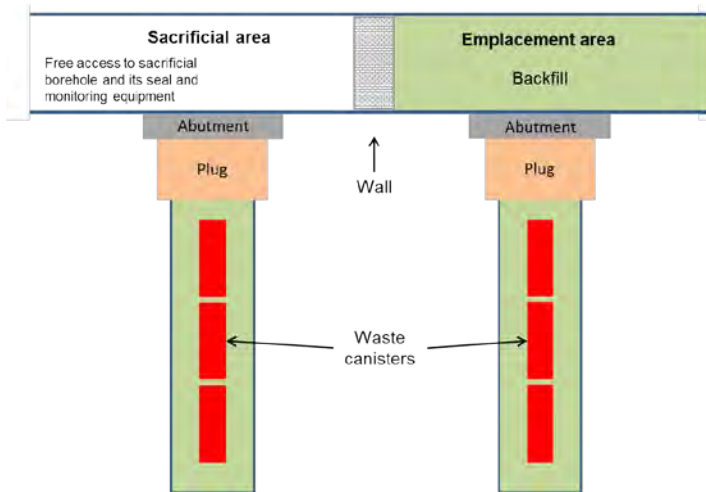 Sacrificial area
Free access to sacrificial
borehole and its seal and
monitoring equipment
Emplacement area
Backfill
Abutment
Abutment
Plug
Wall
Plug
Waste
canisters